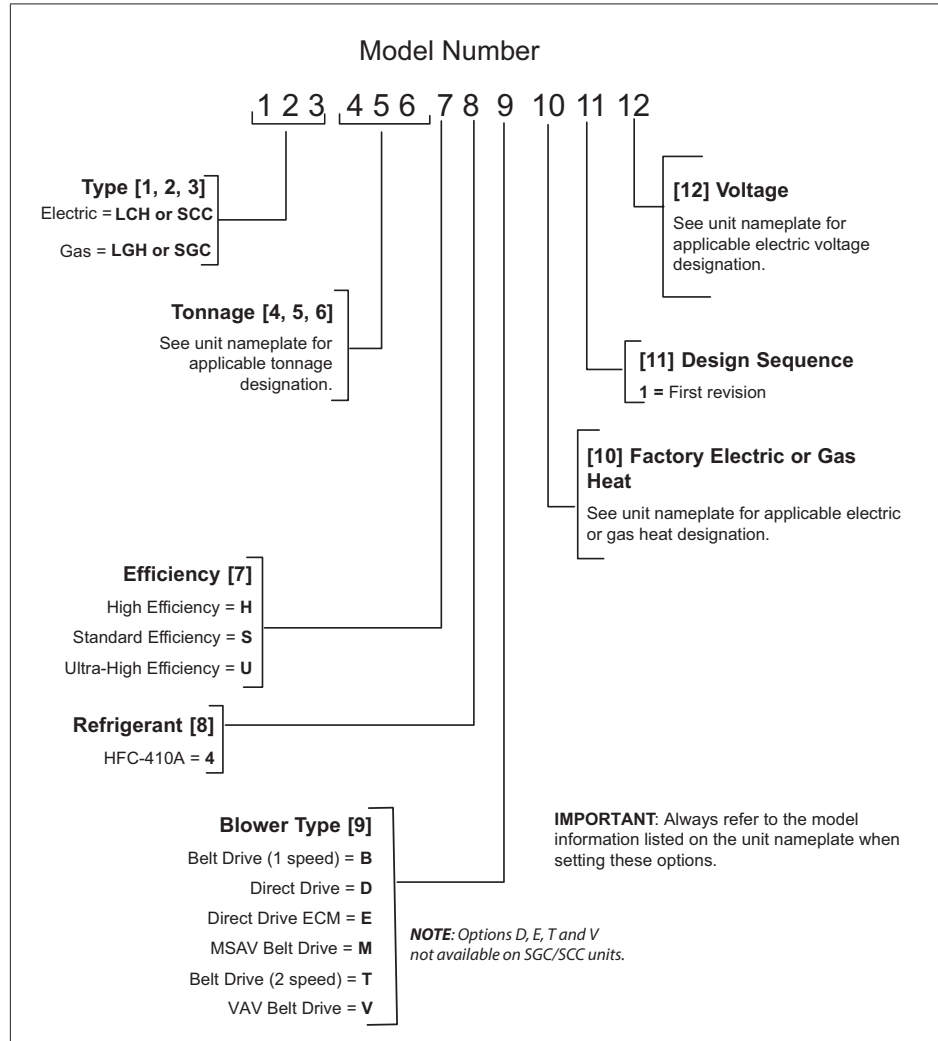 Model Number
1 2 3 4 5 6 7 8 9 10 11 12
Type [1, 2, 3]
Electric = LCH or SCC
Gas = LGH or SGC
[12] Voltage
See unit nameplate for
applicable electric voltage
designation.
Tonnage [4, 5, 6]
See unit nameplate for
applicable tonnage
designation.
[11] Design Sequence
1 = First revision
[10] Factory Electric or Gas
Heat
See unit nameplate for applicable electric
or gas heat designation.
Efficiency [7]
High Efficiency = H
Standard Efficiency = S
Ultra-High Efficiency = U
Refrigerant [8]
HFC-410A = 4
Blower Type [9]
Belt Drive (1 speed) = B
Direct Drive = D
Direct Drive ECM = E
MSAV Belt Drive = M
Belt Drive (2 speed) = T
VAV Belt Drive = V
IMPORTANT: Always refer to the model
information listed on the unit nameplate when
setting these options.
NOTE: Options D, E, T and V
not available on SGC/SCC units.